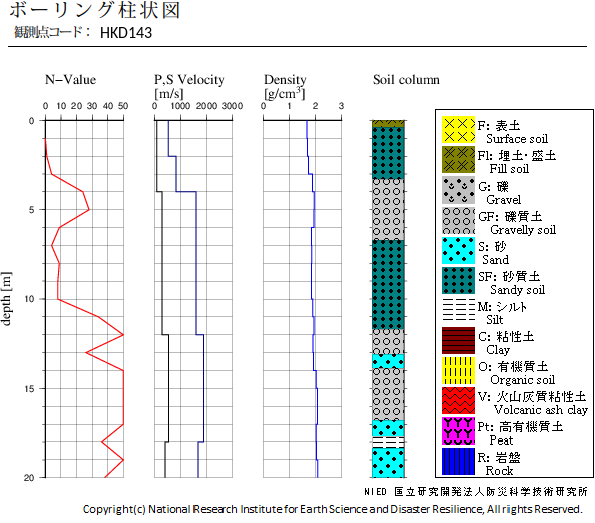 ボーリング柱状図
観測点コード： HKD143
N−Value
P,S Velocity
[m/s]
Density
[g/cm3]
Soil column
0 10 20 30 40 50
0 1000 2000 3000
0 1 2 3
0
5
10
15
20
depth [m]
F: 表土
Surface soil
Fl: 埋土・盛土
Fill soil
G: 礫
Gravel
GF: 礫質土
Gravelly soil
S: 砂
Sand
SF: 砂質土
Sandy soil
M: シルト
Silt
C: 粘性土
Clay
O: 有機質土
Organic soil
V: 火山灰質粘性土
Volcanic ash clay
Pt: 高有機質土
Peat
R: 岩盤
Rock
NIED 国立研究開発法人防災科学技術研究所
Copyright(c) National Research Institute for Earth Science and Disaster Resilience, All rights Reserved.